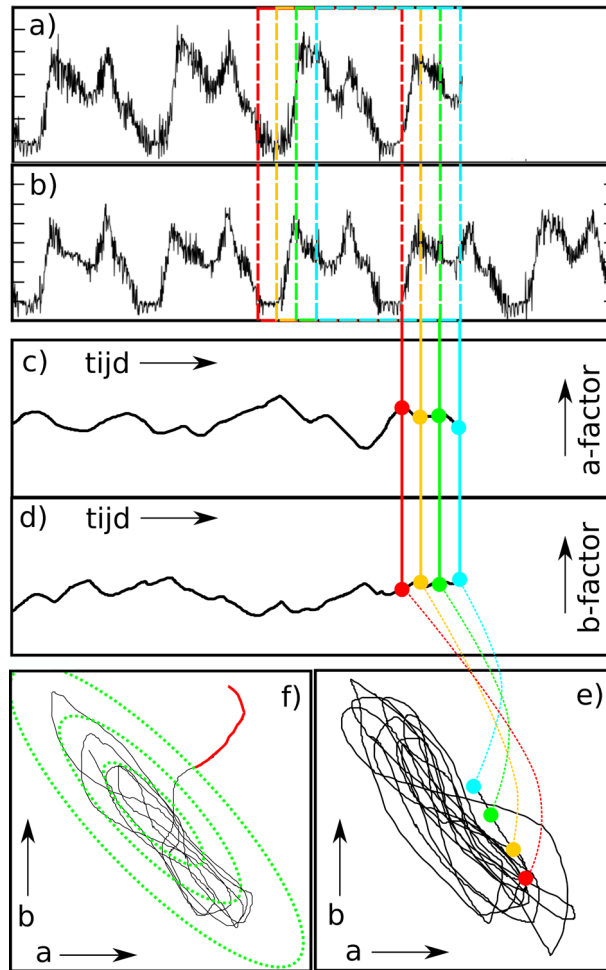 a)
b)
c)
tijd
a-factor
d)
tijd
b-factor
f)
e)
b
a
b
a